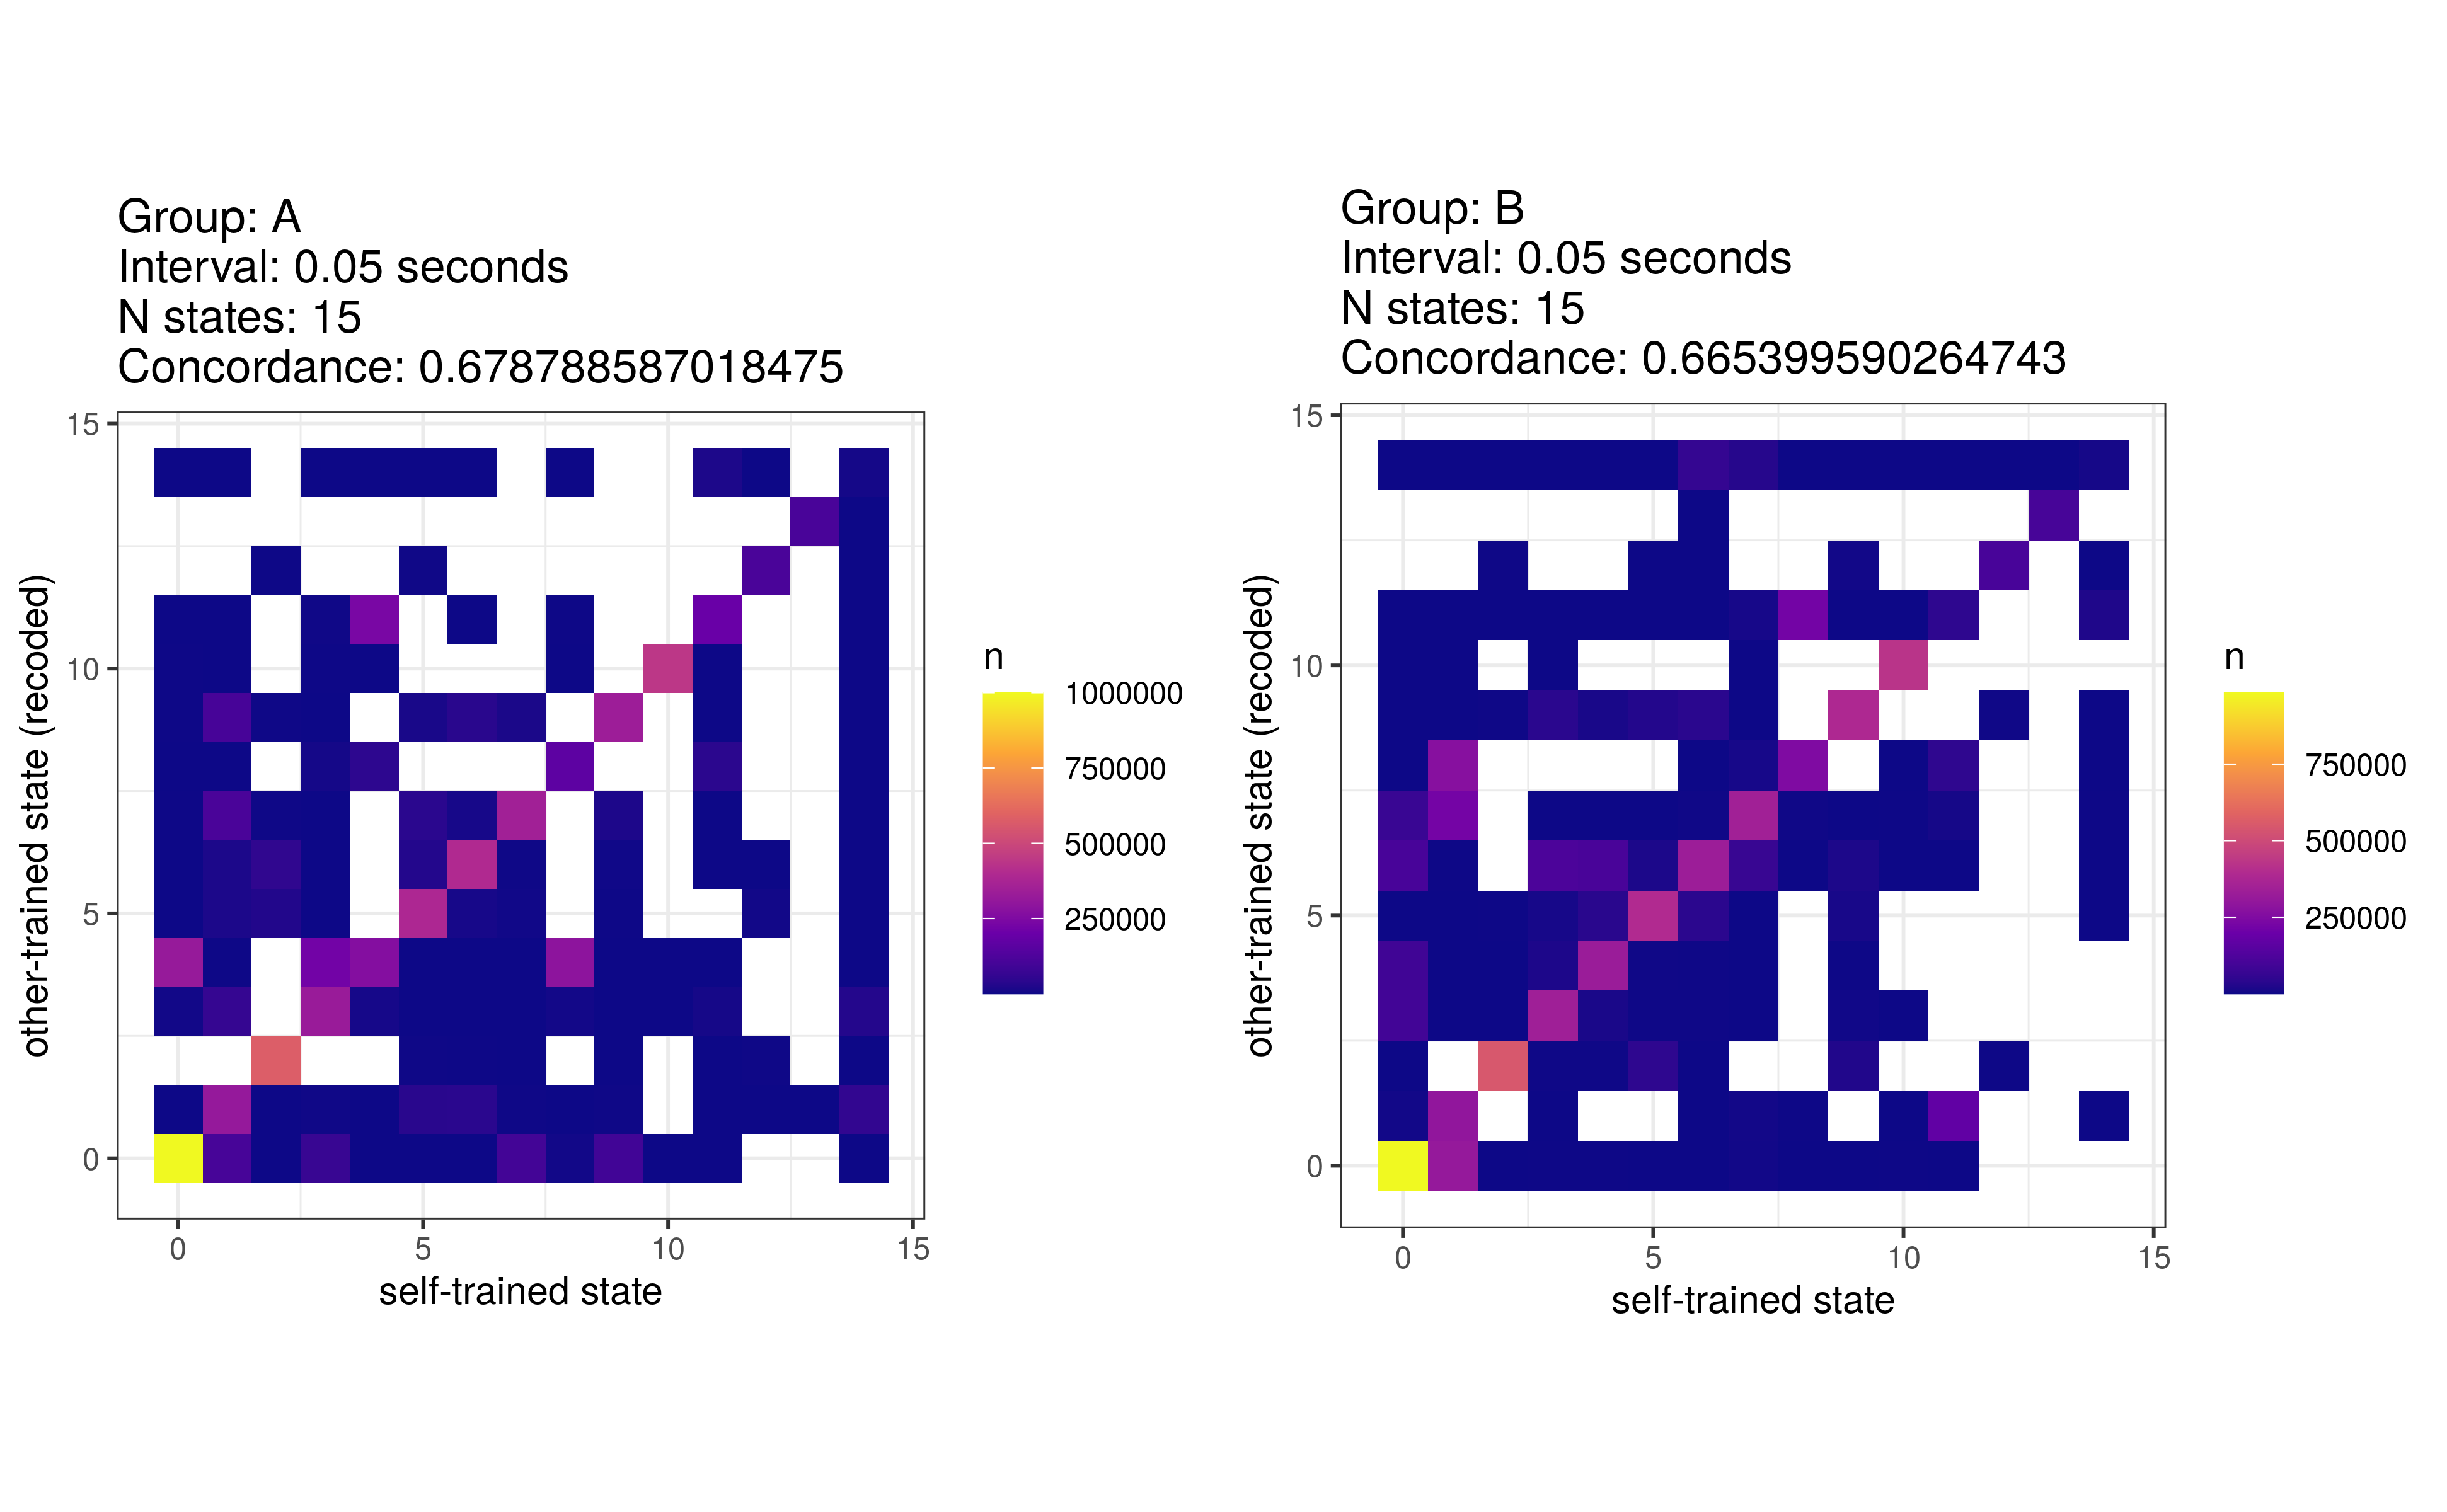 Group: A
Interval: 0.05 seconds
N states: 15
Concordance: 0.678788587018475
other-trained state (recoded)
15
10
5
0
0
5
10
15
self-trained state
n
1000000
750000
500000
250000
Group: B
Interval: 0.05 seconds
N states: 15
Concordance: 0.665399590264743
other-trained state (recoded)
15
10
5
0
0
5
10
15
self-trained state
n
750000
500000
250000